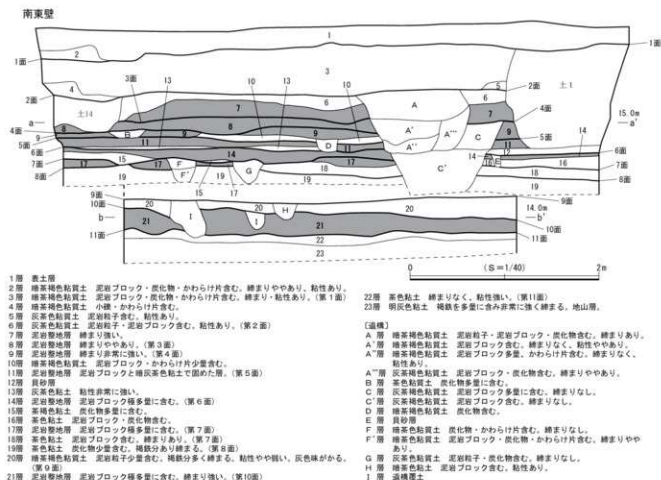 南東壁
1面
2面
3面
13
10
13
10
2面
4面
1面
2面
4面
5面
6面
7面
8面
9面
10面
11面
15.0m
a
a'
14.0m
b
b'
土14
土1
(S=1/40)
0
2m
1層 表土層
2層 暗茶褐色粘質土 泥岩ブロック・炭化物・かわらけ片含む。締まりややあり、粘性あり。
3層 暗茶褐色粘質土 泥岩ブロック・炭化物・かわらけ片含む。締まり・粘性あり。(第1面)
4層 暗茶褐色粘質土 小礫・かわらけ片含む。
5層 灰茶褐色粘質土 泥岩粒子含む。粘性あり。
6層 灰茶褐色粘質土 泥岩粒子・泥岩ブロック含む。粘性あり。(第2面)
7層 泥岩整地層 締まり強い。
8層 泥岩整地層 締まりややあり。(第3面)
9層 泥岩整地層 締まり非常に強い。(第4面)
10層 暗茶褐色粘質土 泥岩ブロック・かわらけ片少量含む。
11層 泥岩整地層 泥岩ブロックと暗灰茶色粘土で固めた層。(第5面)
12層 貝砂層
13層 灰茶色粘質土 粘性非常に強い。
14層 泥岩整地層 泥岩ブロック極多量に含む。(第6面)
15層 茶褐色粘質土 炭化物多量に含む。
16層 茶色粘質土 泥岩ブロック・炭化物含む。
17層 泥岩整地層 泥岩ブロック極多量に含む。(第7面)
18層 茶色粘質土 泥岩ブロック含む。締まりあり。(第7面)
19層 茶色粘質土 炭化物少量含む。褐鉄分あり締まる。(第8面)
20層 暗茶褐色粘質土 泥岩粒子少量含む。褐鉄分多く締まる。粘性やや弱い。灰色味がかる。
(第9面)
21層 泥岩整地層 泥岩ブロック極多量に含む。締まり強い。(第10面)
22層 茶色粘質土 締まりなく、粘性強い。(第11面)
23層 明灰色粘質土 褐鉄を多量に含み非常に強く締まる。地山層。
[遺構]
A 層 暗茶褐色粘質土 泥岩粒子・泥岩ブロック・炭化物含む。締まりあり。
A'層 暗茶褐色粘質土 泥岩ブロック含む。締まりなく、粘性ややあり。
A''層 暗茶褐色粘質土 泥岩ブロック多量、かわらけ片含む。締まりなく、
粘性あり。
A'''層 灰茶褐色粘質土 泥岩ブロック・炭化物含む。締まりややあり。
B 層 茶色粘質土 炭化物多量に含む。
C 層 灰茶褐色粘質土 泥岩ブロック多量に含む。締まりなし。
C'層 灰茶褐色粘質土 泥岩ブロック含む。締まりなし。
D 層 暗茶褐色粘質土 炭化物含む。
E 層 貝砂層
F 層 暗茶色粘質土 炭化物・かわらけ片含む。締まりなし。
F'層 暗茶色粘質土 泥岩ブロック・炭化物・かわらけ片含む。締まりやや
あり。
G 層 灰茶色粘質土 泥岩粒子・炭化物含む。締まりなし。
H 層 暗茶色粘質土 泥岩ブロック含む。粘性あり。
I 層 遺構覆土